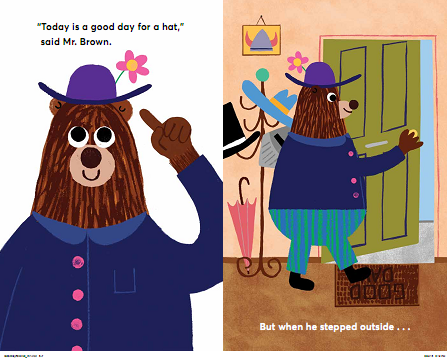 "Today is a good day for a hat,"
said Mr. Brown.
But when he stepped outside . . .